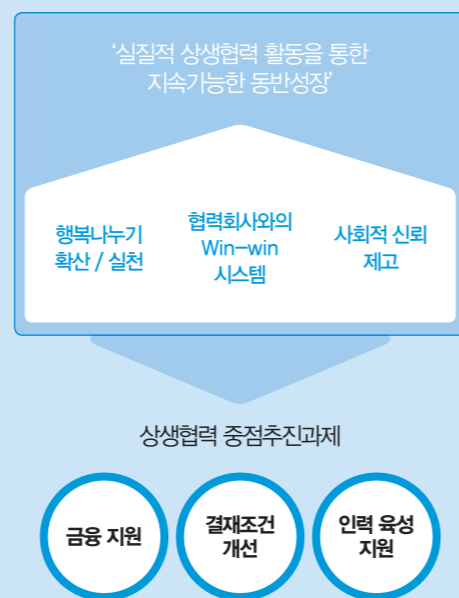 ‘실질적 상생협력 활동을 통한
지속가능한 동반성장’
행복나누기
확산 / 실천
협력회사와의
Win-win
시스템
사회적 신뢰
제고
상생협력 중점추진과제
금융 지원
결재조건
개선
인력 육성
지원